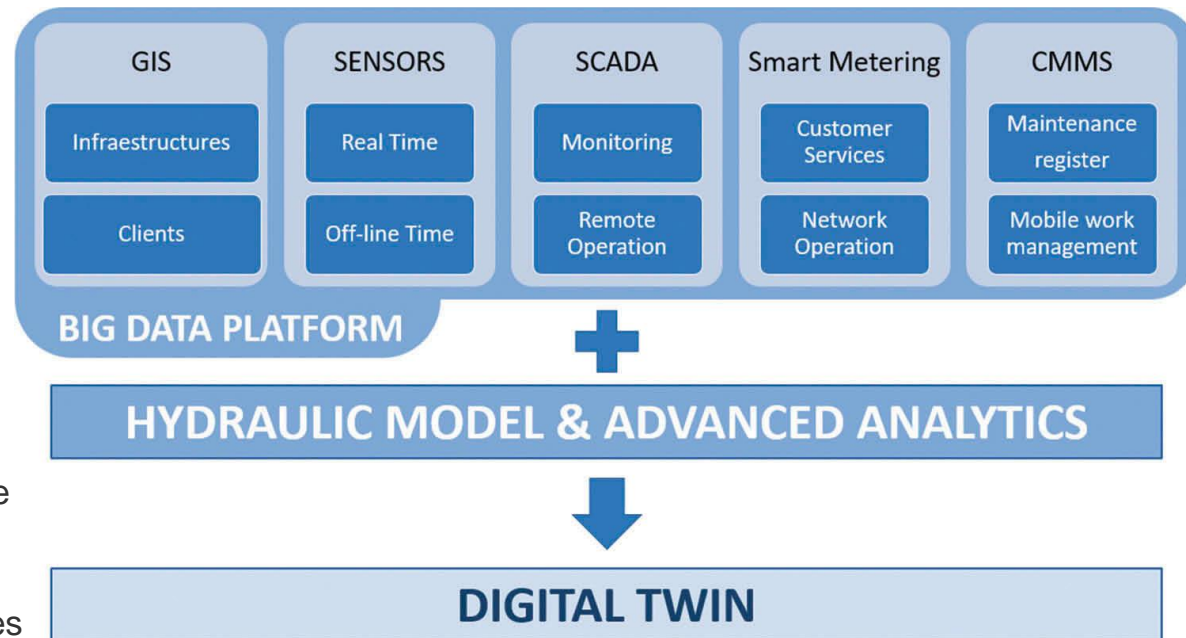 GIS
Infraestructures
Clients
SENSORS
Real Time
Off-line Time
SCADA
Monitoring
Remote
Operation
Smart Metering
Customer
Services
Network
Operation
CMMS
Maintenance
register
Mobile work
management
BIG DATA PLATFORM
HYDRAULIC MODEL & ADVANCED ANALYTICS
DIGITAL TWIN